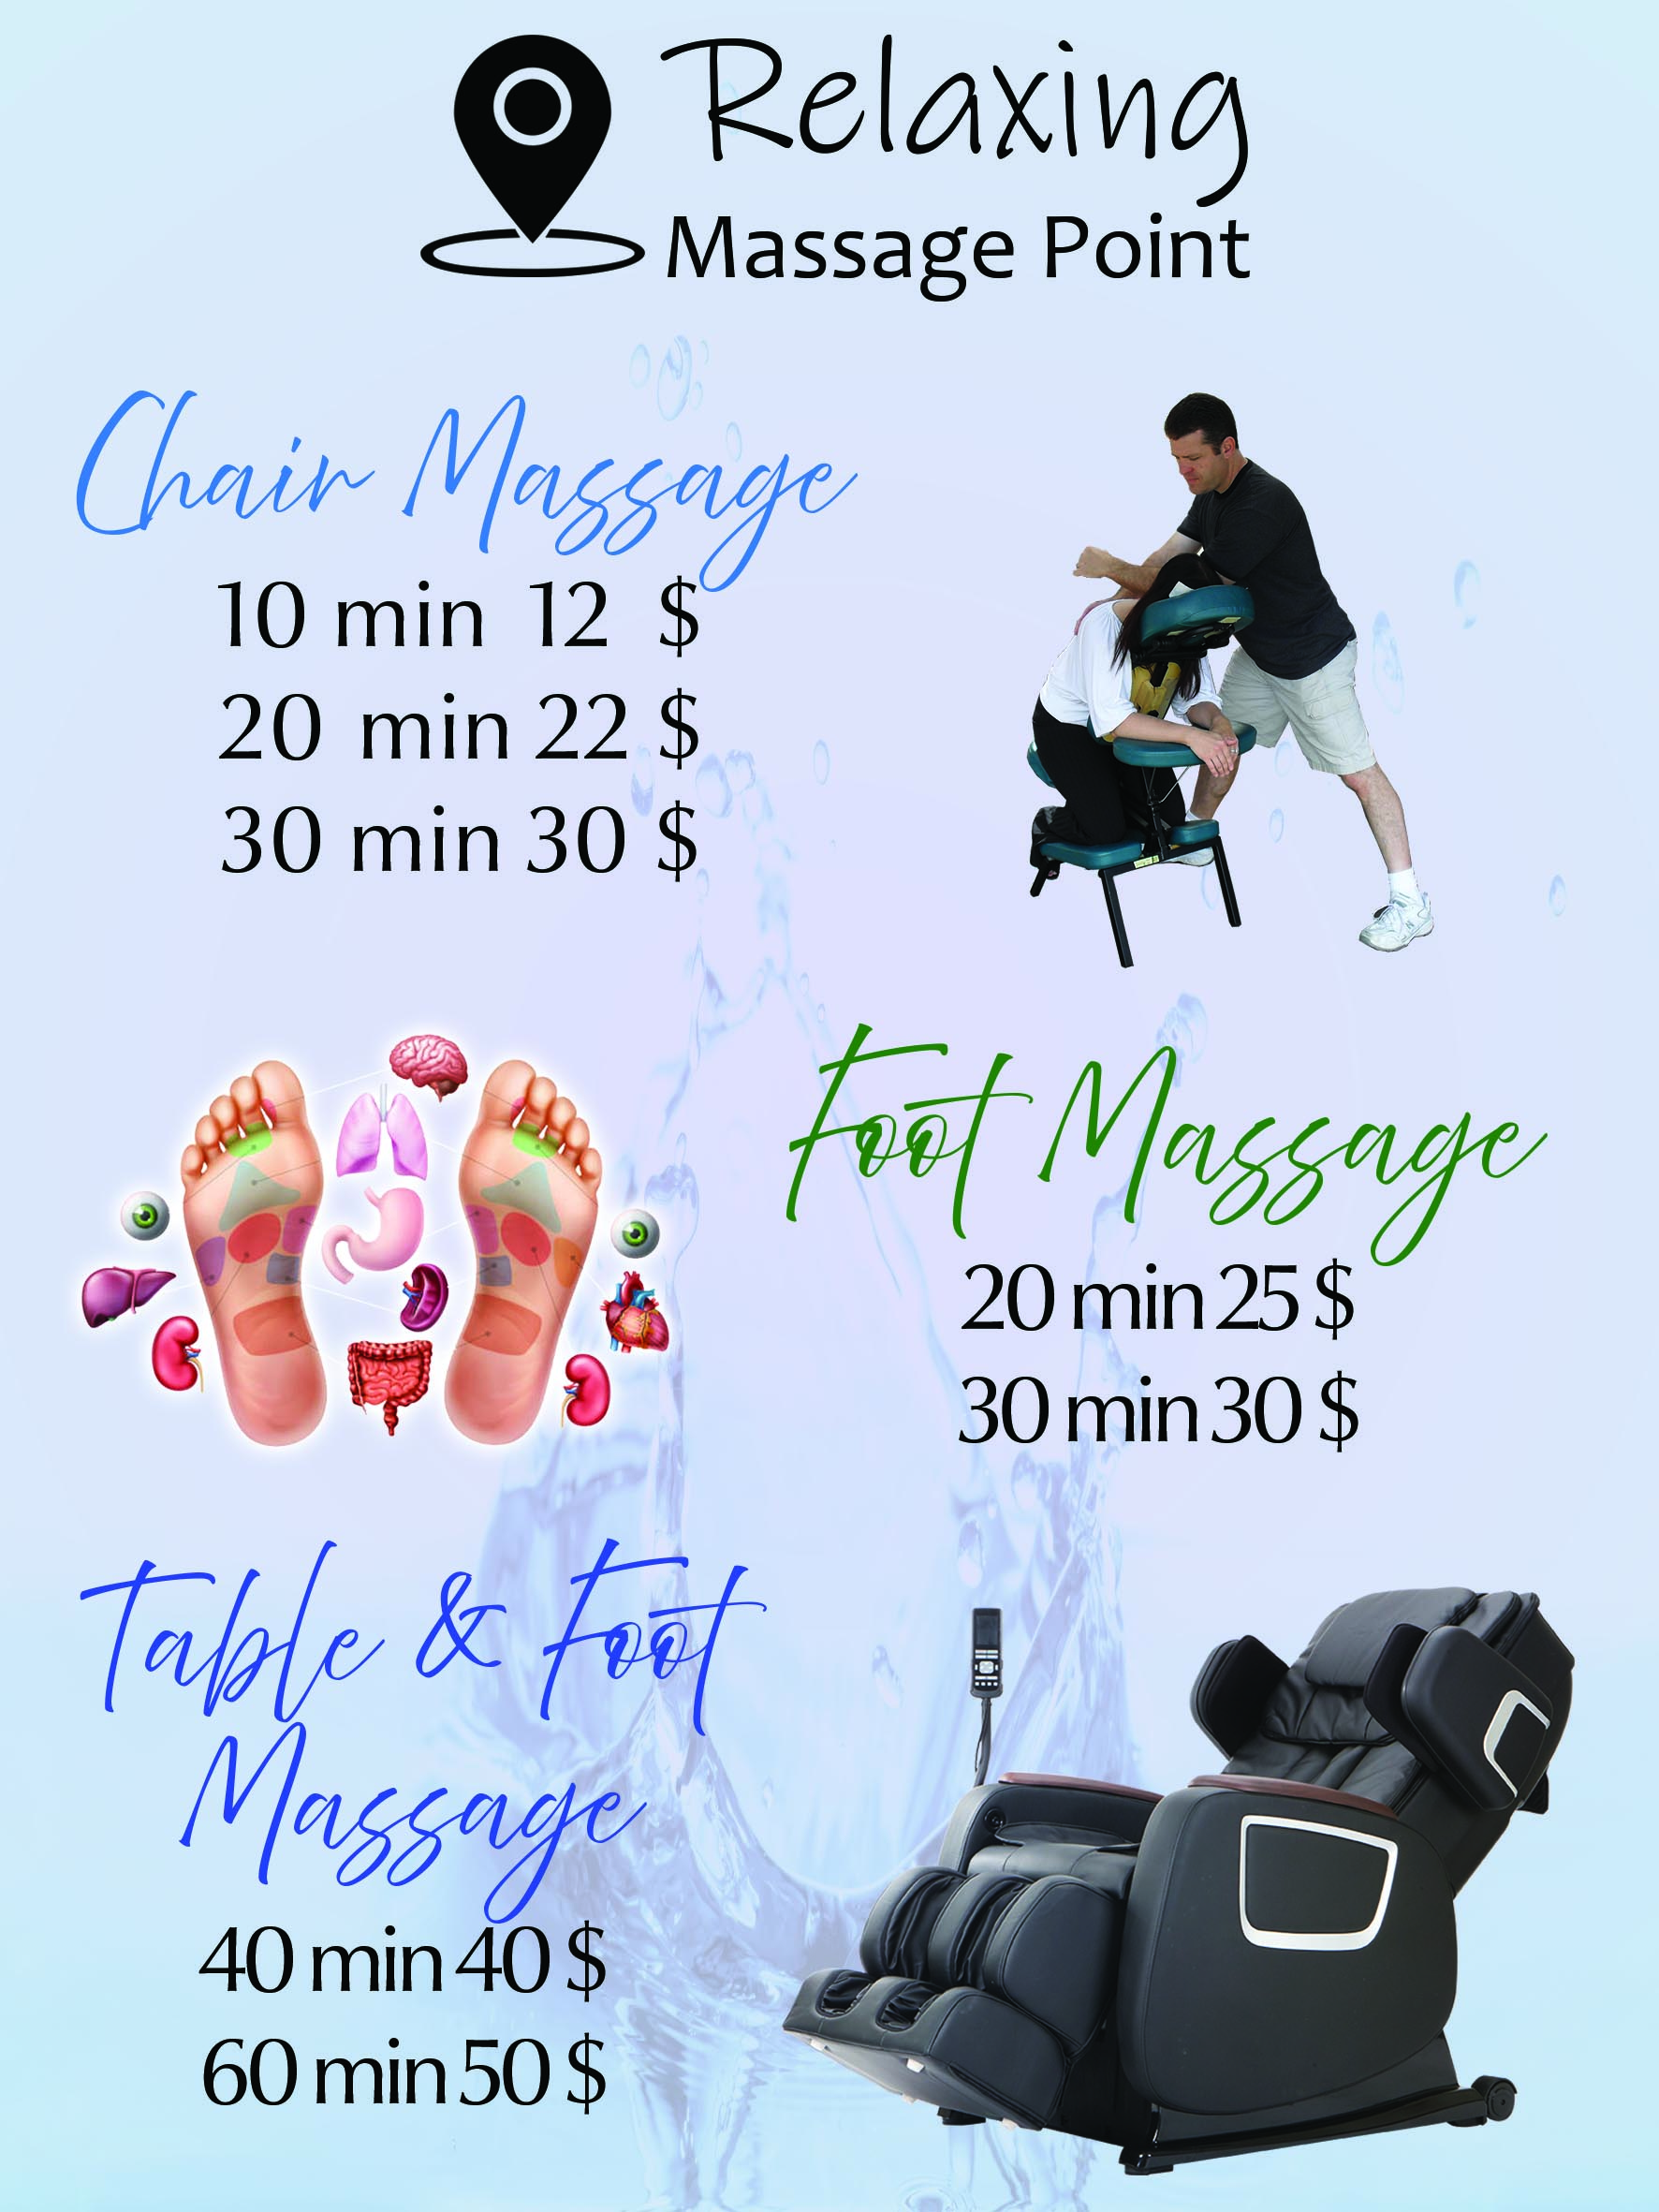 Relaxing
Massage Point
Chair Massage
10 min 12 $
20 min 22 $
30 min 30 $
Foot Massage
20 min 25 $
30 min 30 $
Table & Foot
Massage
40 min 40 $
60 min 50 $